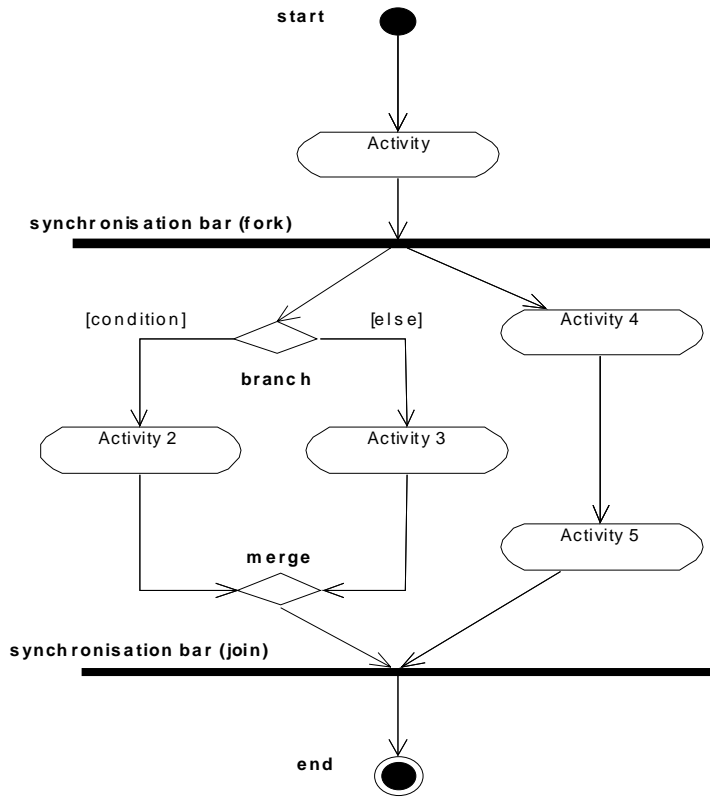 start
Activity
synchronisation bar (fork)
[condition]
[else]
Activity 4
branch
Activity 2
Activity 3
Activity 5
merge
synchronisation bar (join)
end